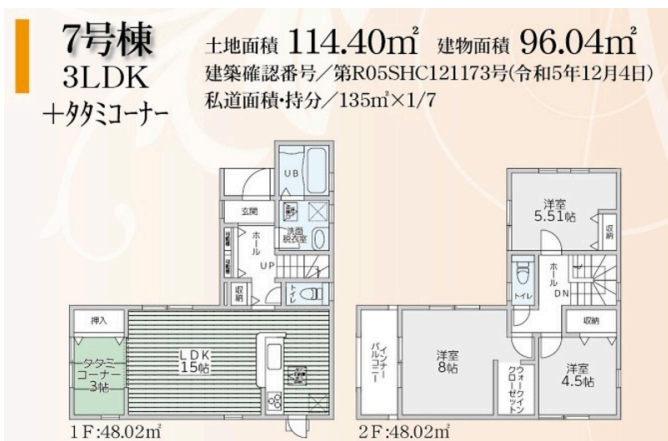 7号棟
3LDK
+タタミコーナー
土地面積 114.40㎡ 建物面積 96.04㎡
建築確認番号／第R05SHC121173号(令和5年12月4日)
私道面積・持分／135㎡×1/7
UB
玄関
洗面
脱衣室
ホール
UP
収納
トイレ
押入
タタミ
コーナー
3帖
LDK
15帖
1F:48.02㎡
洋室
5.51帖
収納
トイレ
ホール
DN
収納
インナー
バルコニー
洋室
8帖
ウォークイン
クローゼット
洋室
4.5帖
2F:48.02㎡